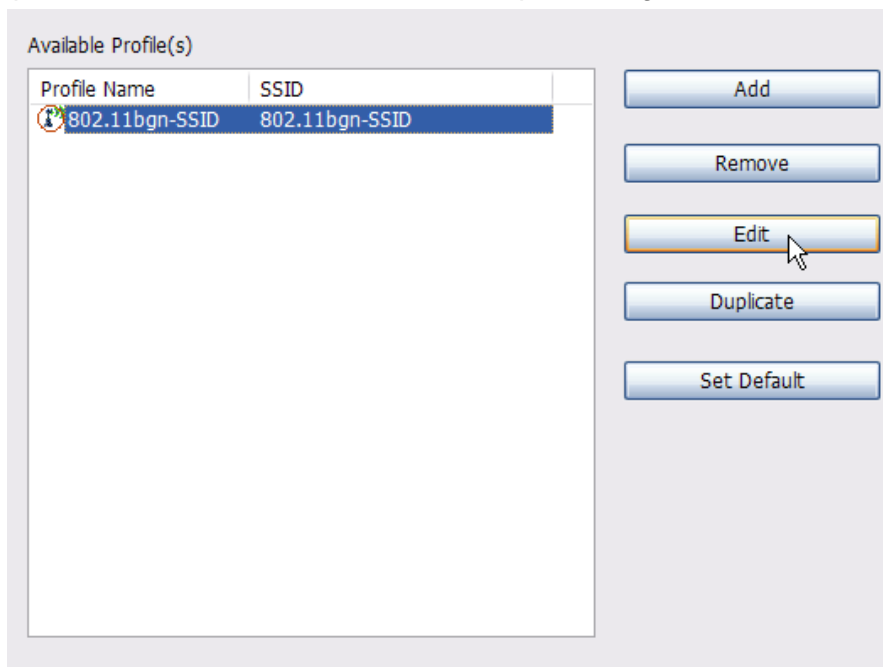 Available Profile(s)
Profile Name SSID
802.11bgn-SSID 802.11bgn-SSID
Add
Remove
Edit
Duplicate
Set Default